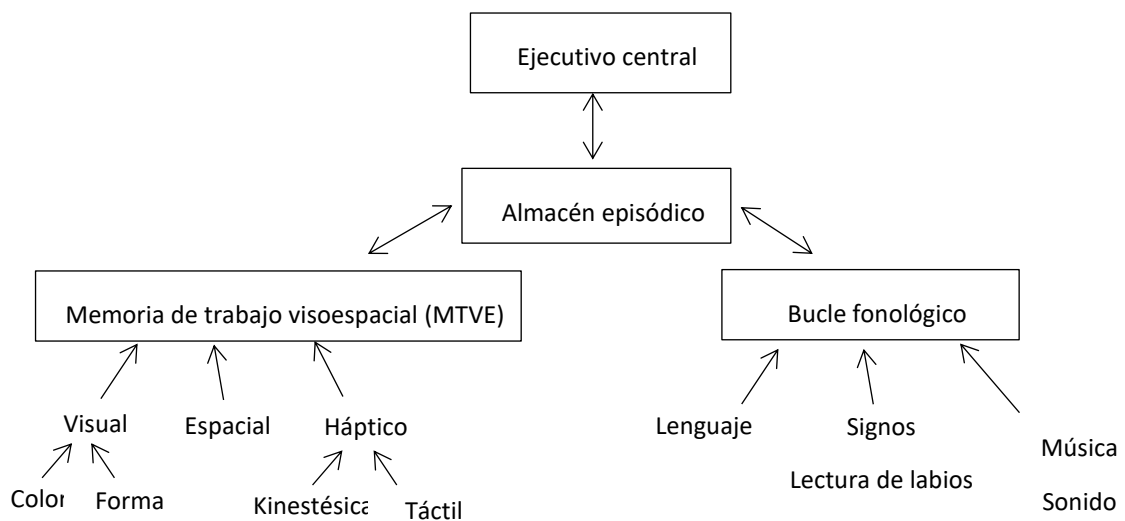 Ejecutivo central
Almacén episódico
Memoria de trabajo visoespacial (MTVE)
Bucle fonológico
Visual
Espacial
Háptico
Lenguaje
Signos
Música
Lectura de labios
Color
Forma
Kinestésica
Táctil
Sonido